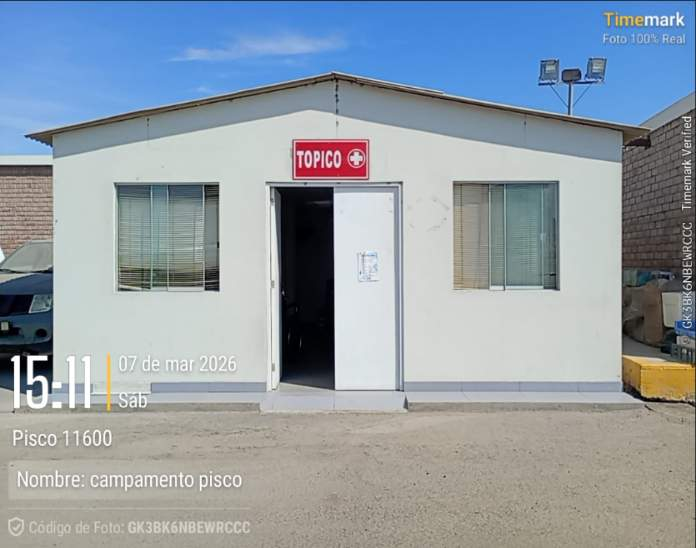 Timemark
Foto 100% Real
TOPICO
GK3BK6NBEWRCCC Timemark Verified
15:11
07 de mar 2026
Sáb
Pisco 11600
Nombre: campamento pisco
Código de Foto: GK3BK6NBEWRCCC